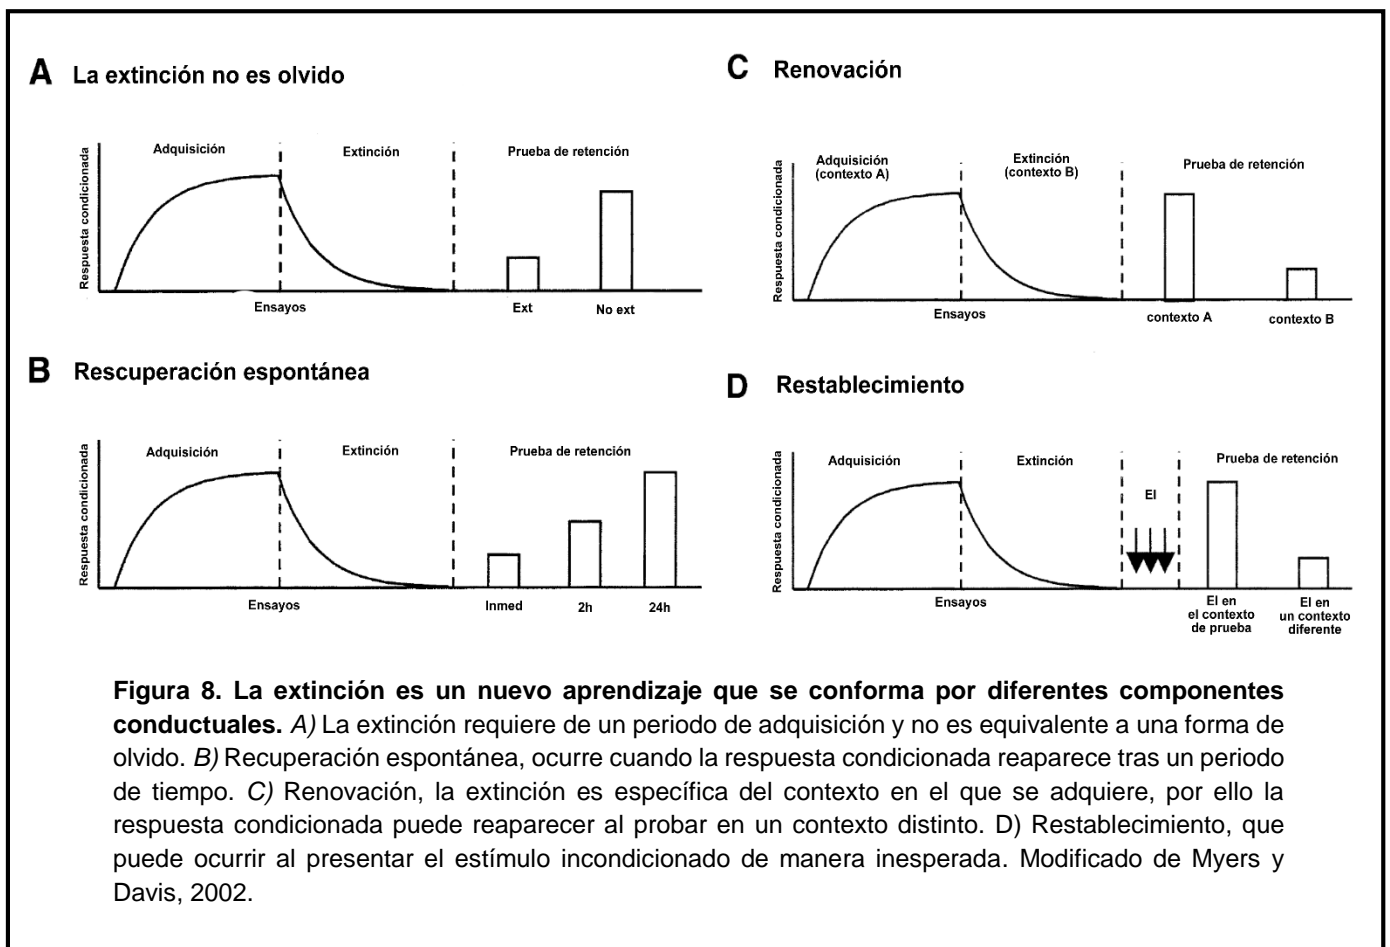 A La extinción no es olvido
Respuesta condicionada
Adquisición
Extinción
Prueba de retención
Ensayos
Ext
No ext
B Rescuperación espontánea
Respuesta condicionada
Adquisición
Extinción
Prueba de retención
Ensayos
Inmed
2h
24h
C Renovación
Respuesta condicionada
Adquisición
(contexto A)
Extinción
(contexto B)
Prueba de retención
Ensayos
contexto A
contexto B
D Restablecimiento
Respuesta condicionada
Adquisición
Extinción
EI
Prueba de retención
Ensayos
EI en
el contexto
de prueba
EI en
un contexto
diferente
Figura 8. La extinción es un nuevo aprendizaje que se conforma por diferentes componentes
conductuales. A) La extinción requiere de un periodo de adquisición y no es equivalente a una forma de
olvido. B) Recuperación espontánea, ocurre cuando la respuesta condicionada reaparece tras un periodo
de tiempo. C) Renovación, la extinción es específica del contexto en el que se adquiere, por ello la
respuesta condicionada puede reaparecer al probar en un contexto distinto. D) Restablecimiento, que
puede ocurrir al presentar el estímulo incondicionado de manera inesperada. Modificado de Myers y
Davis, 2002.